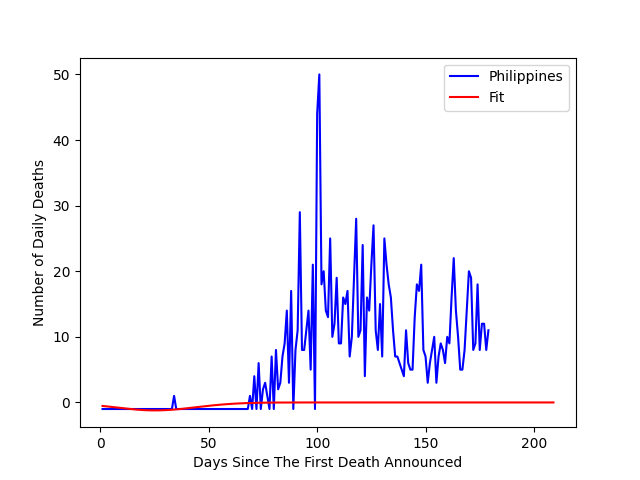 Philippines
Fit
50
40
30
20
10
0
Number of Daily Deaths
0 50 100 150 200
Days Since The First Death Announced